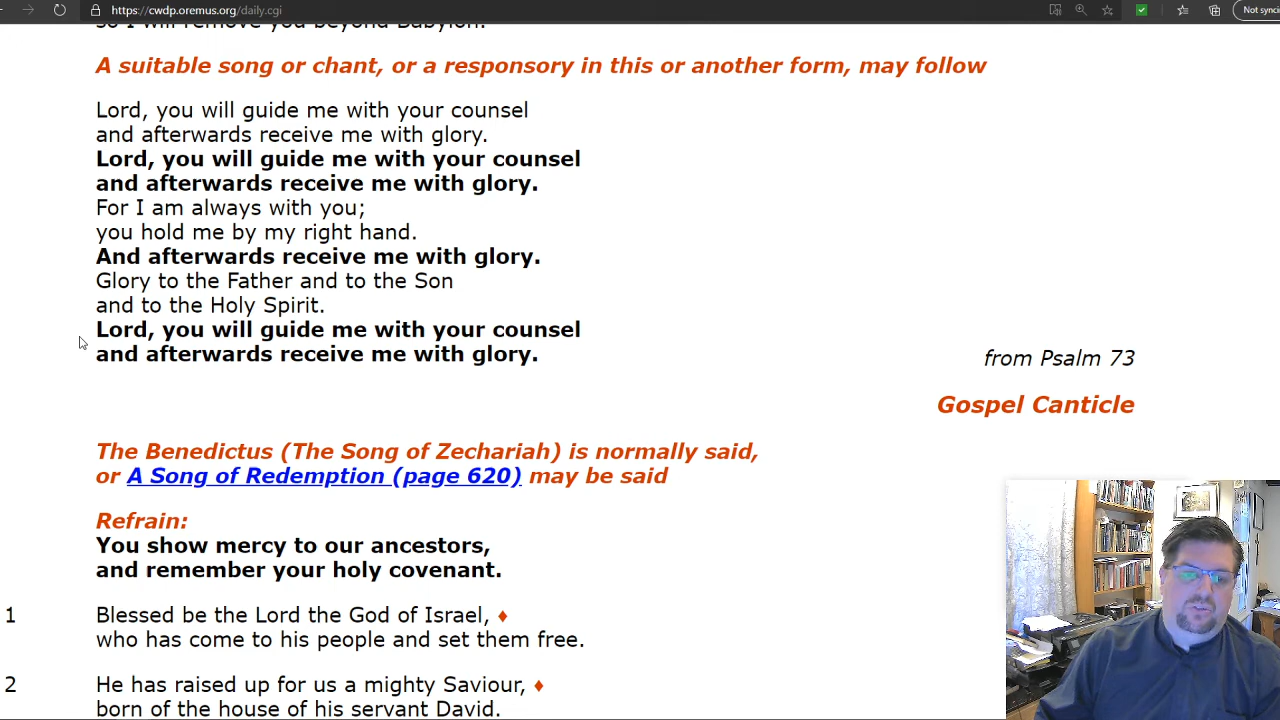 https://cwdp.oremus.org/daily.cgi
Not synci
so I will remove you beyond Babylon.
A suitable song or chant, or a responsory in this or another form, may follow
Lord, you will guide me with your counsel
and afterwards receive me with glory.
Lord, you will guide me with your counsel
and afterwards receive me with glory.
For I am always with you;
you hold me by my right hand.
And afterwards receive me with glory.
Glory to the Father and to the Son
and to the Holy Spirit.
Lord, you will guide me with your counsel
and afterwards receive me with glory.
from Psalm 73
Gospel Canticle
The Benedictus (The Song of Zechariah) is normally said,
or A Song of Redemption (page 620) may be said
Refrain:
You show mercy to our ancestors,
and remember your holy covenant.
1 Blessed be the Lord the God of Israel, ♦
who has come to his people and set them free.
2 He has raised up for us a mighty Saviour, ♦
born of the house of his servant David.